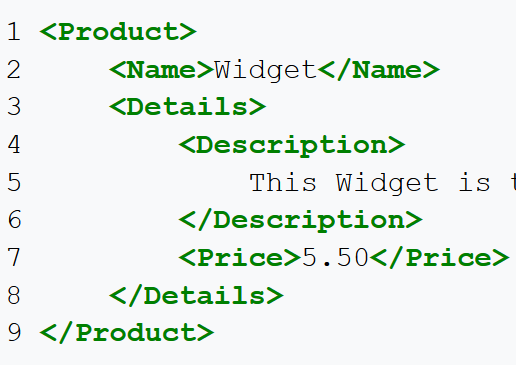 1 <Product>
2 <Name>Widget</Name>
3 <Details>
4 <Description>
5 This Widget is
6 </Description>
7 <Price>5.50</Price>
8 </Details>
9 </Product>